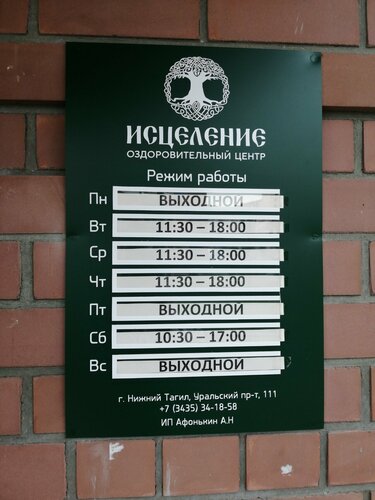 ИСЦЕЛЕНИЕ
ОЗДОРОВИТЕЛЬНЫЙ ЦЕНТР
Режим работы
Пн ВЫХОДНОЙ
Вт 11:30 – 18:00
Ср 11:30 – 18:00
Чт 11:30 – 18:00
Пт ВЫХОДНОЙ
Сб 10:30 – 17:00
Вс ВЫХОДНОЙ
г. Нижний Тагил, Уральский пр-т, 111
+7 (3435) 34-18-58
ИП Афонькин А.Н